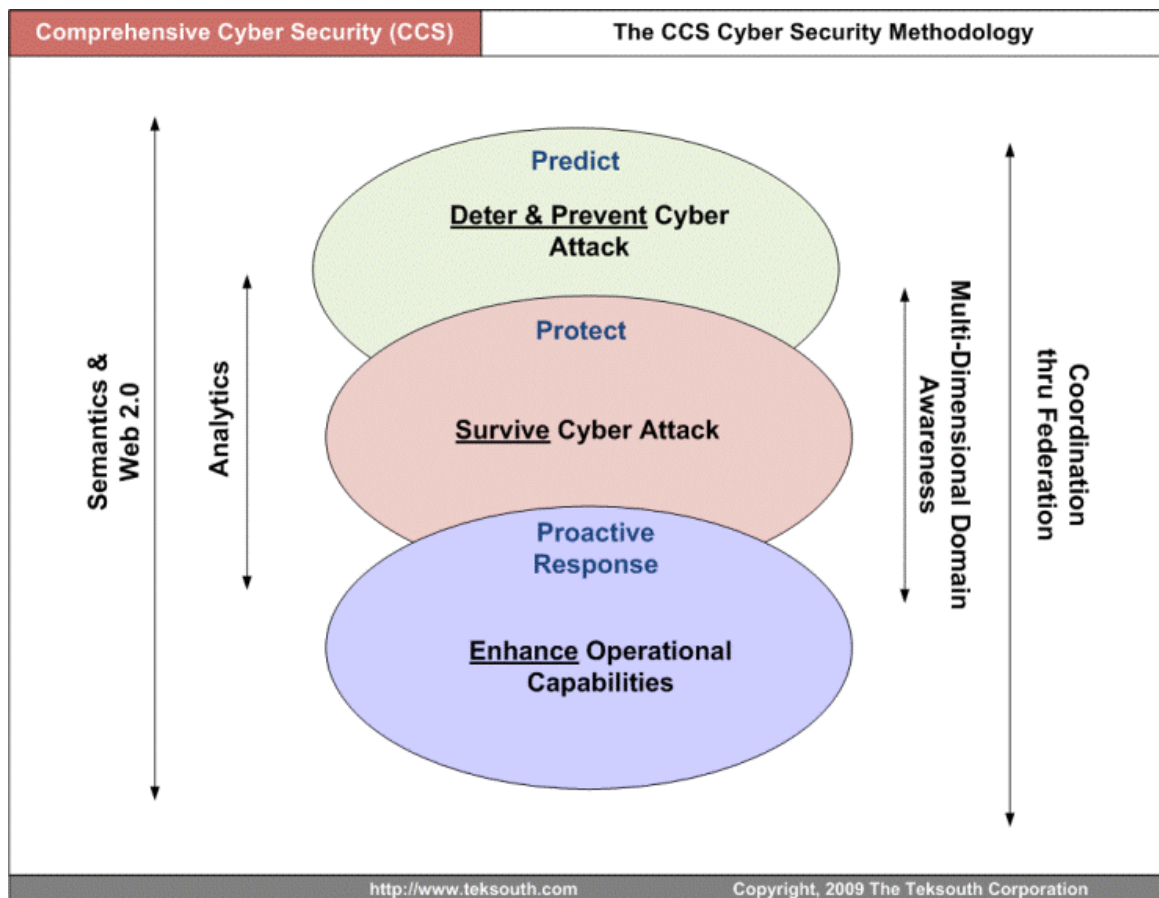 Comprehensive Cyber Security (CCS)
The CCS Cyber Security Methodology
Predict
Deter & Prevent Cyber
Attack
Protect
Survive Cyber Attack
Proactive
Response
Enhance Operational
Capabilities
Semantics &
Web 2.0
Analytics
Multi-Dimensional Domain
Awareness
Coordination
thru Federation
http://www.teksouth.com
Copyright, 2009 The Teksouth Corporation